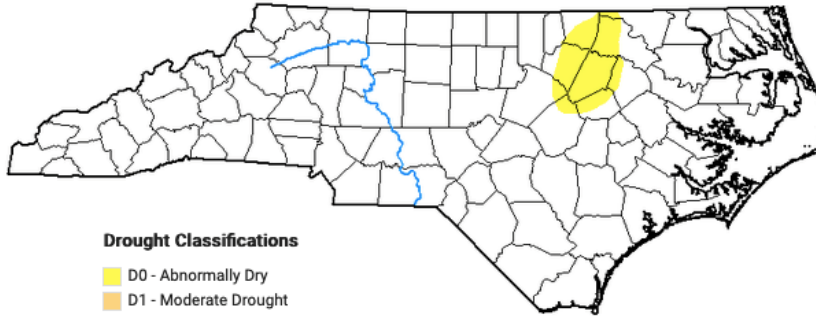 Drought Classifications
D0 - Abnormally Dry
D1 - Moderate Drought